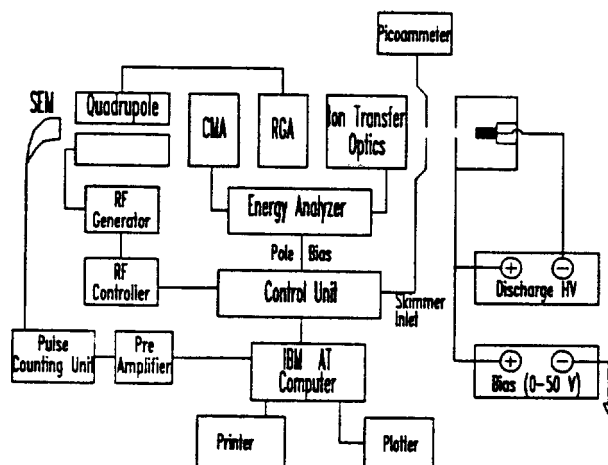 Picoammeter
SEM
Quadrupole
CMA
RGA
Ion Transfer
Optics
RF
Generator
Energy Analyzer
Pole Bias
RF
Controller
Control Unit
Skimmer
Inlet
Discharge HV
Pulse
Counting Unit
Pre
Amplifier
IBM AT
Computer
Bias (0-50 V)
Printer
Plotter